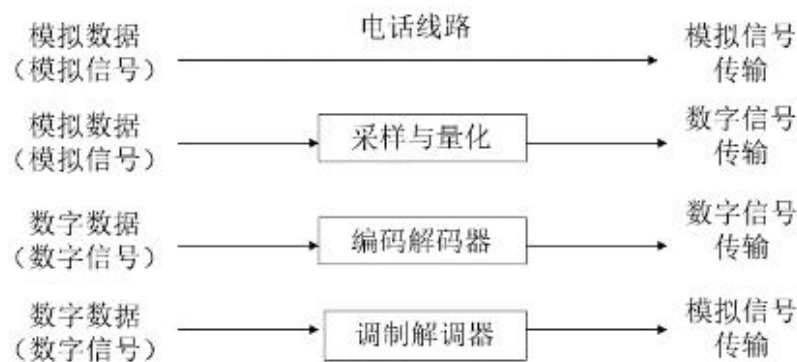 模拟数据
（模拟信号）
电话线路
模拟信号
传输
模拟数据
（模拟信号）
采样与量化
数字信号
传输
数字数据
（数字信号）
编码解码器
数字信号
传输
数字数据
（数字信号）
调制解调器
模拟信号
传输